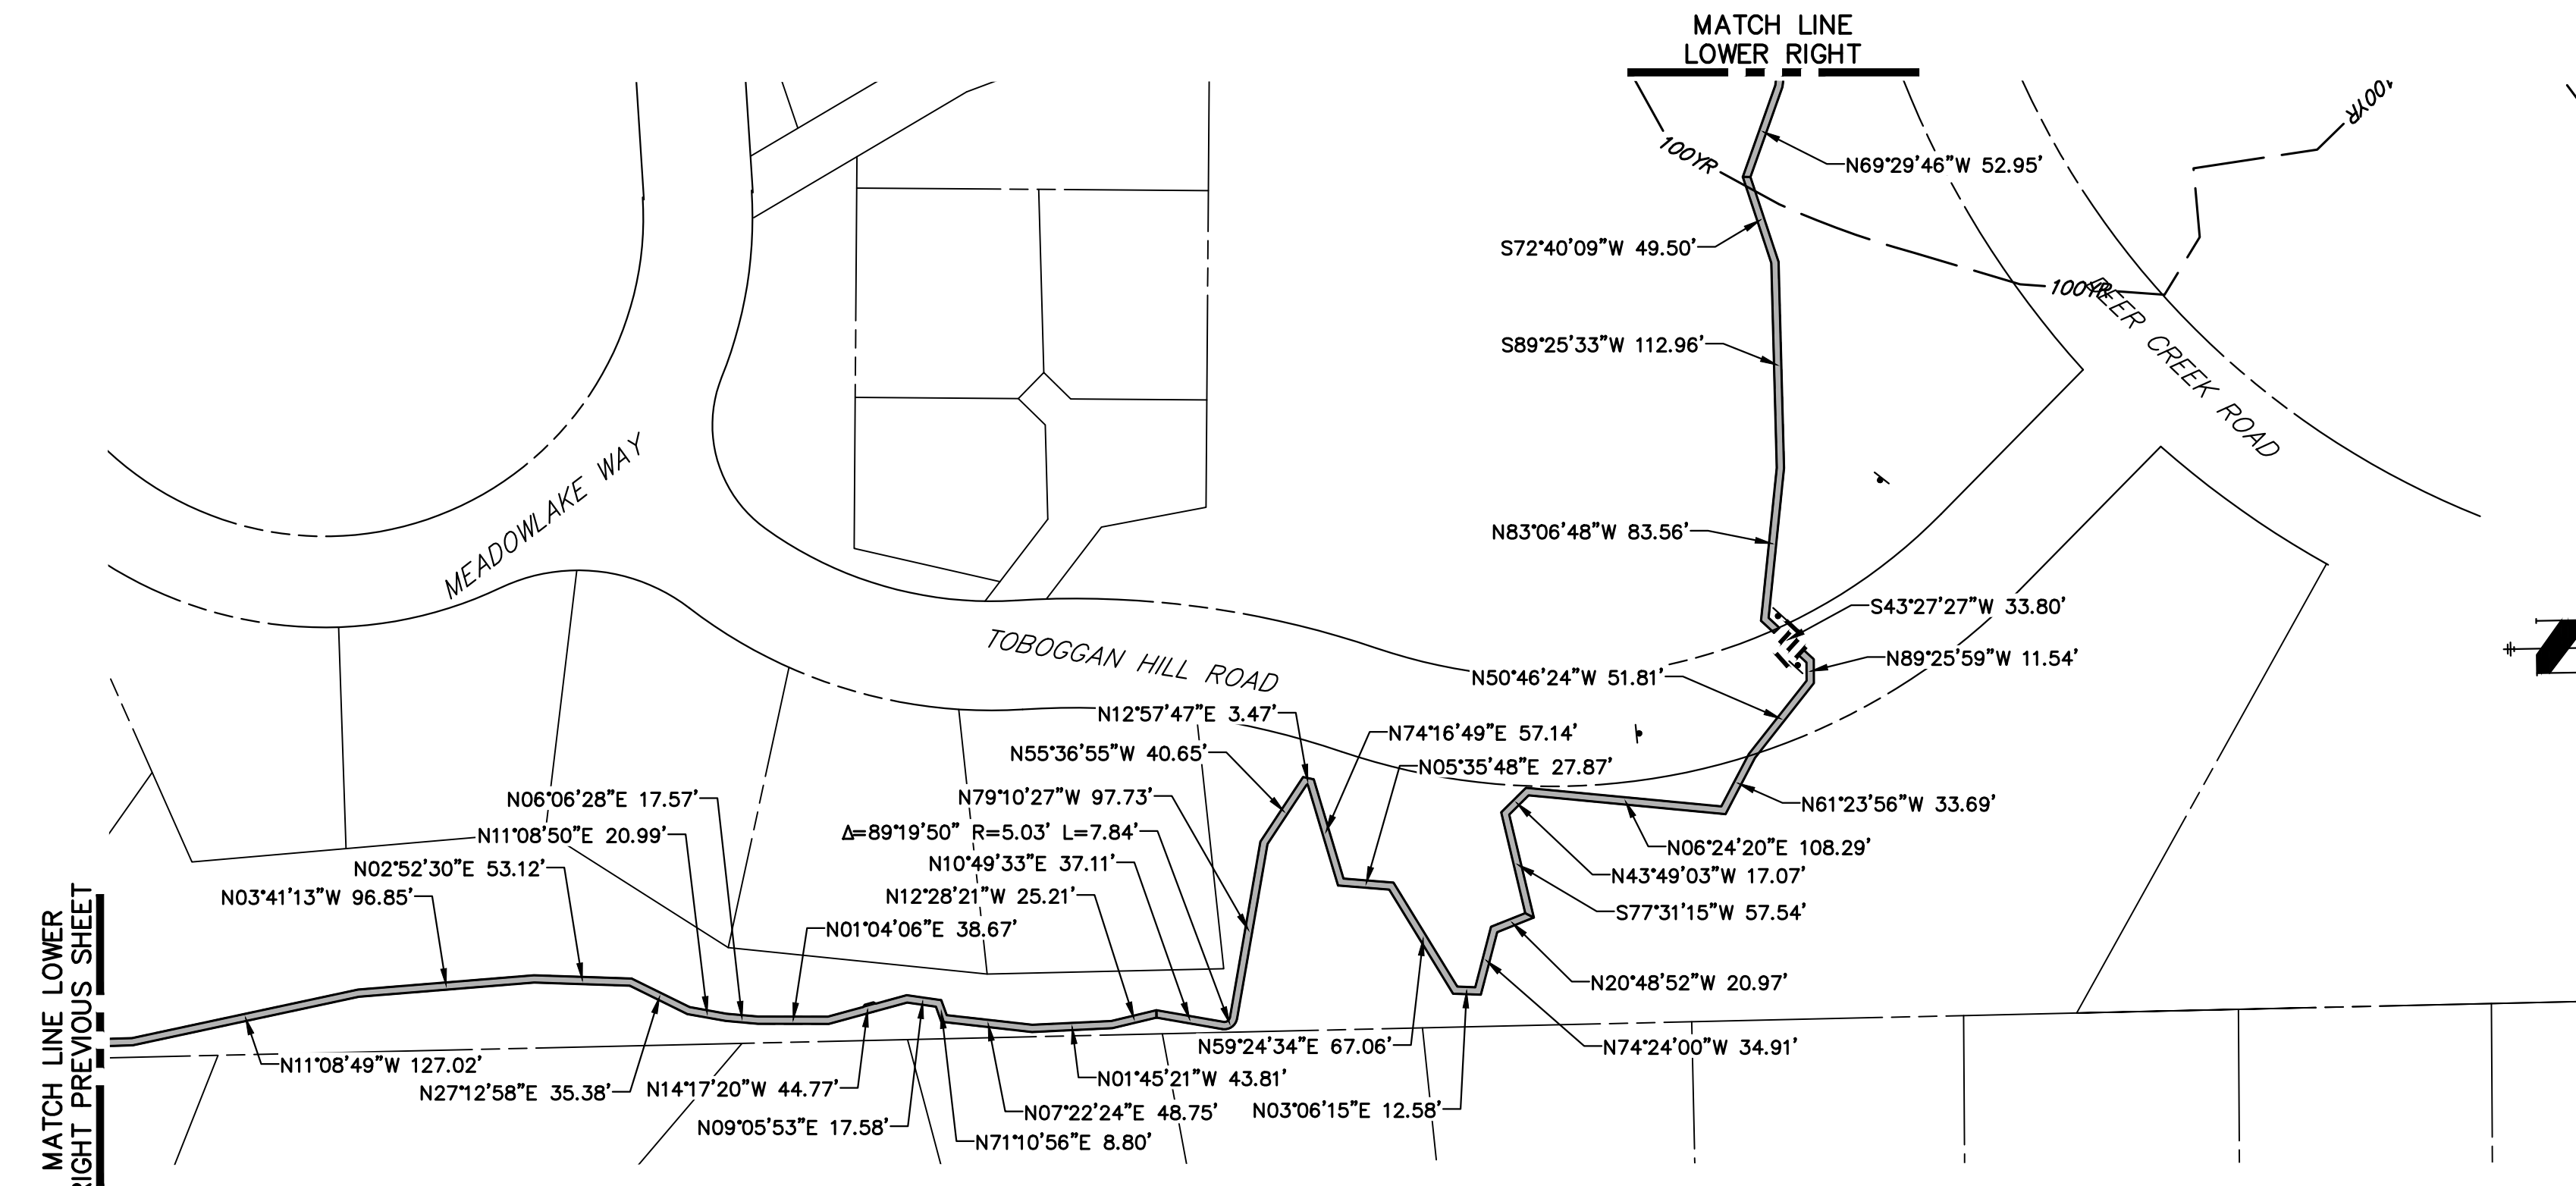 MATCH LINE
LOWER RIGHT
100YR
N69°29'46"W 52.95'
100YR
S72°40'09"W 49.50'
100YR
DEER CREEK ROAD
S89°25'33"W 112.96'
MEADOWLAKE WAY
N83°06'48"W 83.56'
S43°27'27"W 33.80'
TOBOGGAN HILL ROAD
N89°25'59"W 11.54'
N50°46'24"W 51.81'
N12°57'47"E 3.47'
N74°16'49"E 57.14'
N55°36'55"W 40.65'
N05°35'48"E 27.87'
N06°06'28"E 17.57'
N79°10'27"W 97.73'
N61°23'56"W 33.69'
N11°08'50"E 20.99'
Δ=89°19'50" R=5.03' L=7.84'
N06°24'20"E 108.29'
N02°52'30"E 53.12'
N10°49'33"E 37.11'
N43°49'03"W 17.07'
N03°41'13"W 96.85'
N12°28'21"W 25.21'
S77°31'15"W 57.54'
N01°04'06"E 38.67'
N20°48'52"W 20.97'
MATCH LINE LOWER
RIGHT PREVIOUS SHEET
N11°08'49"W 127.02'
N59°24'34"E 67.06'
N74°24'00"W 34.91'
N27°12'58"E 35.38'
N14°17'20"W 44.77'
N01°45'21"W 43.81'
N07°22'24"E 48.75'
N03°06'15"E 12.58'
N09°05'53"E 17.58'
N71°10'56"E 8.80'